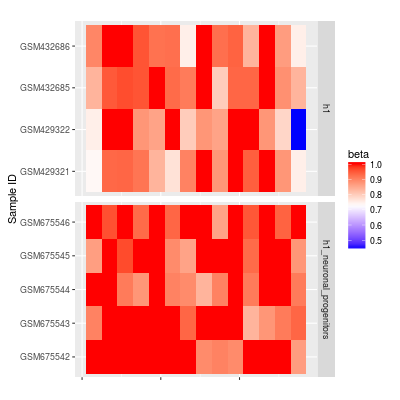 GSM432686
GSM432685
GSM429322
GSM429321
h1
GSM675546
GSM675545
GSM675544
GSM675543
GSM675542
h1_neuronal_progenitors
Sample ID
beta
1.0
0.9
0.8
0.7
0.6
0.5